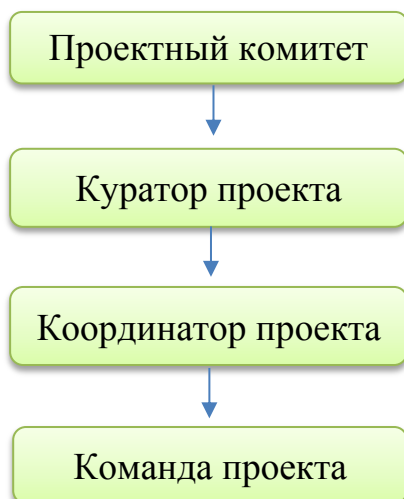 Проектный комитет
Куратор проекта
Координатор проекта
Команда проекта